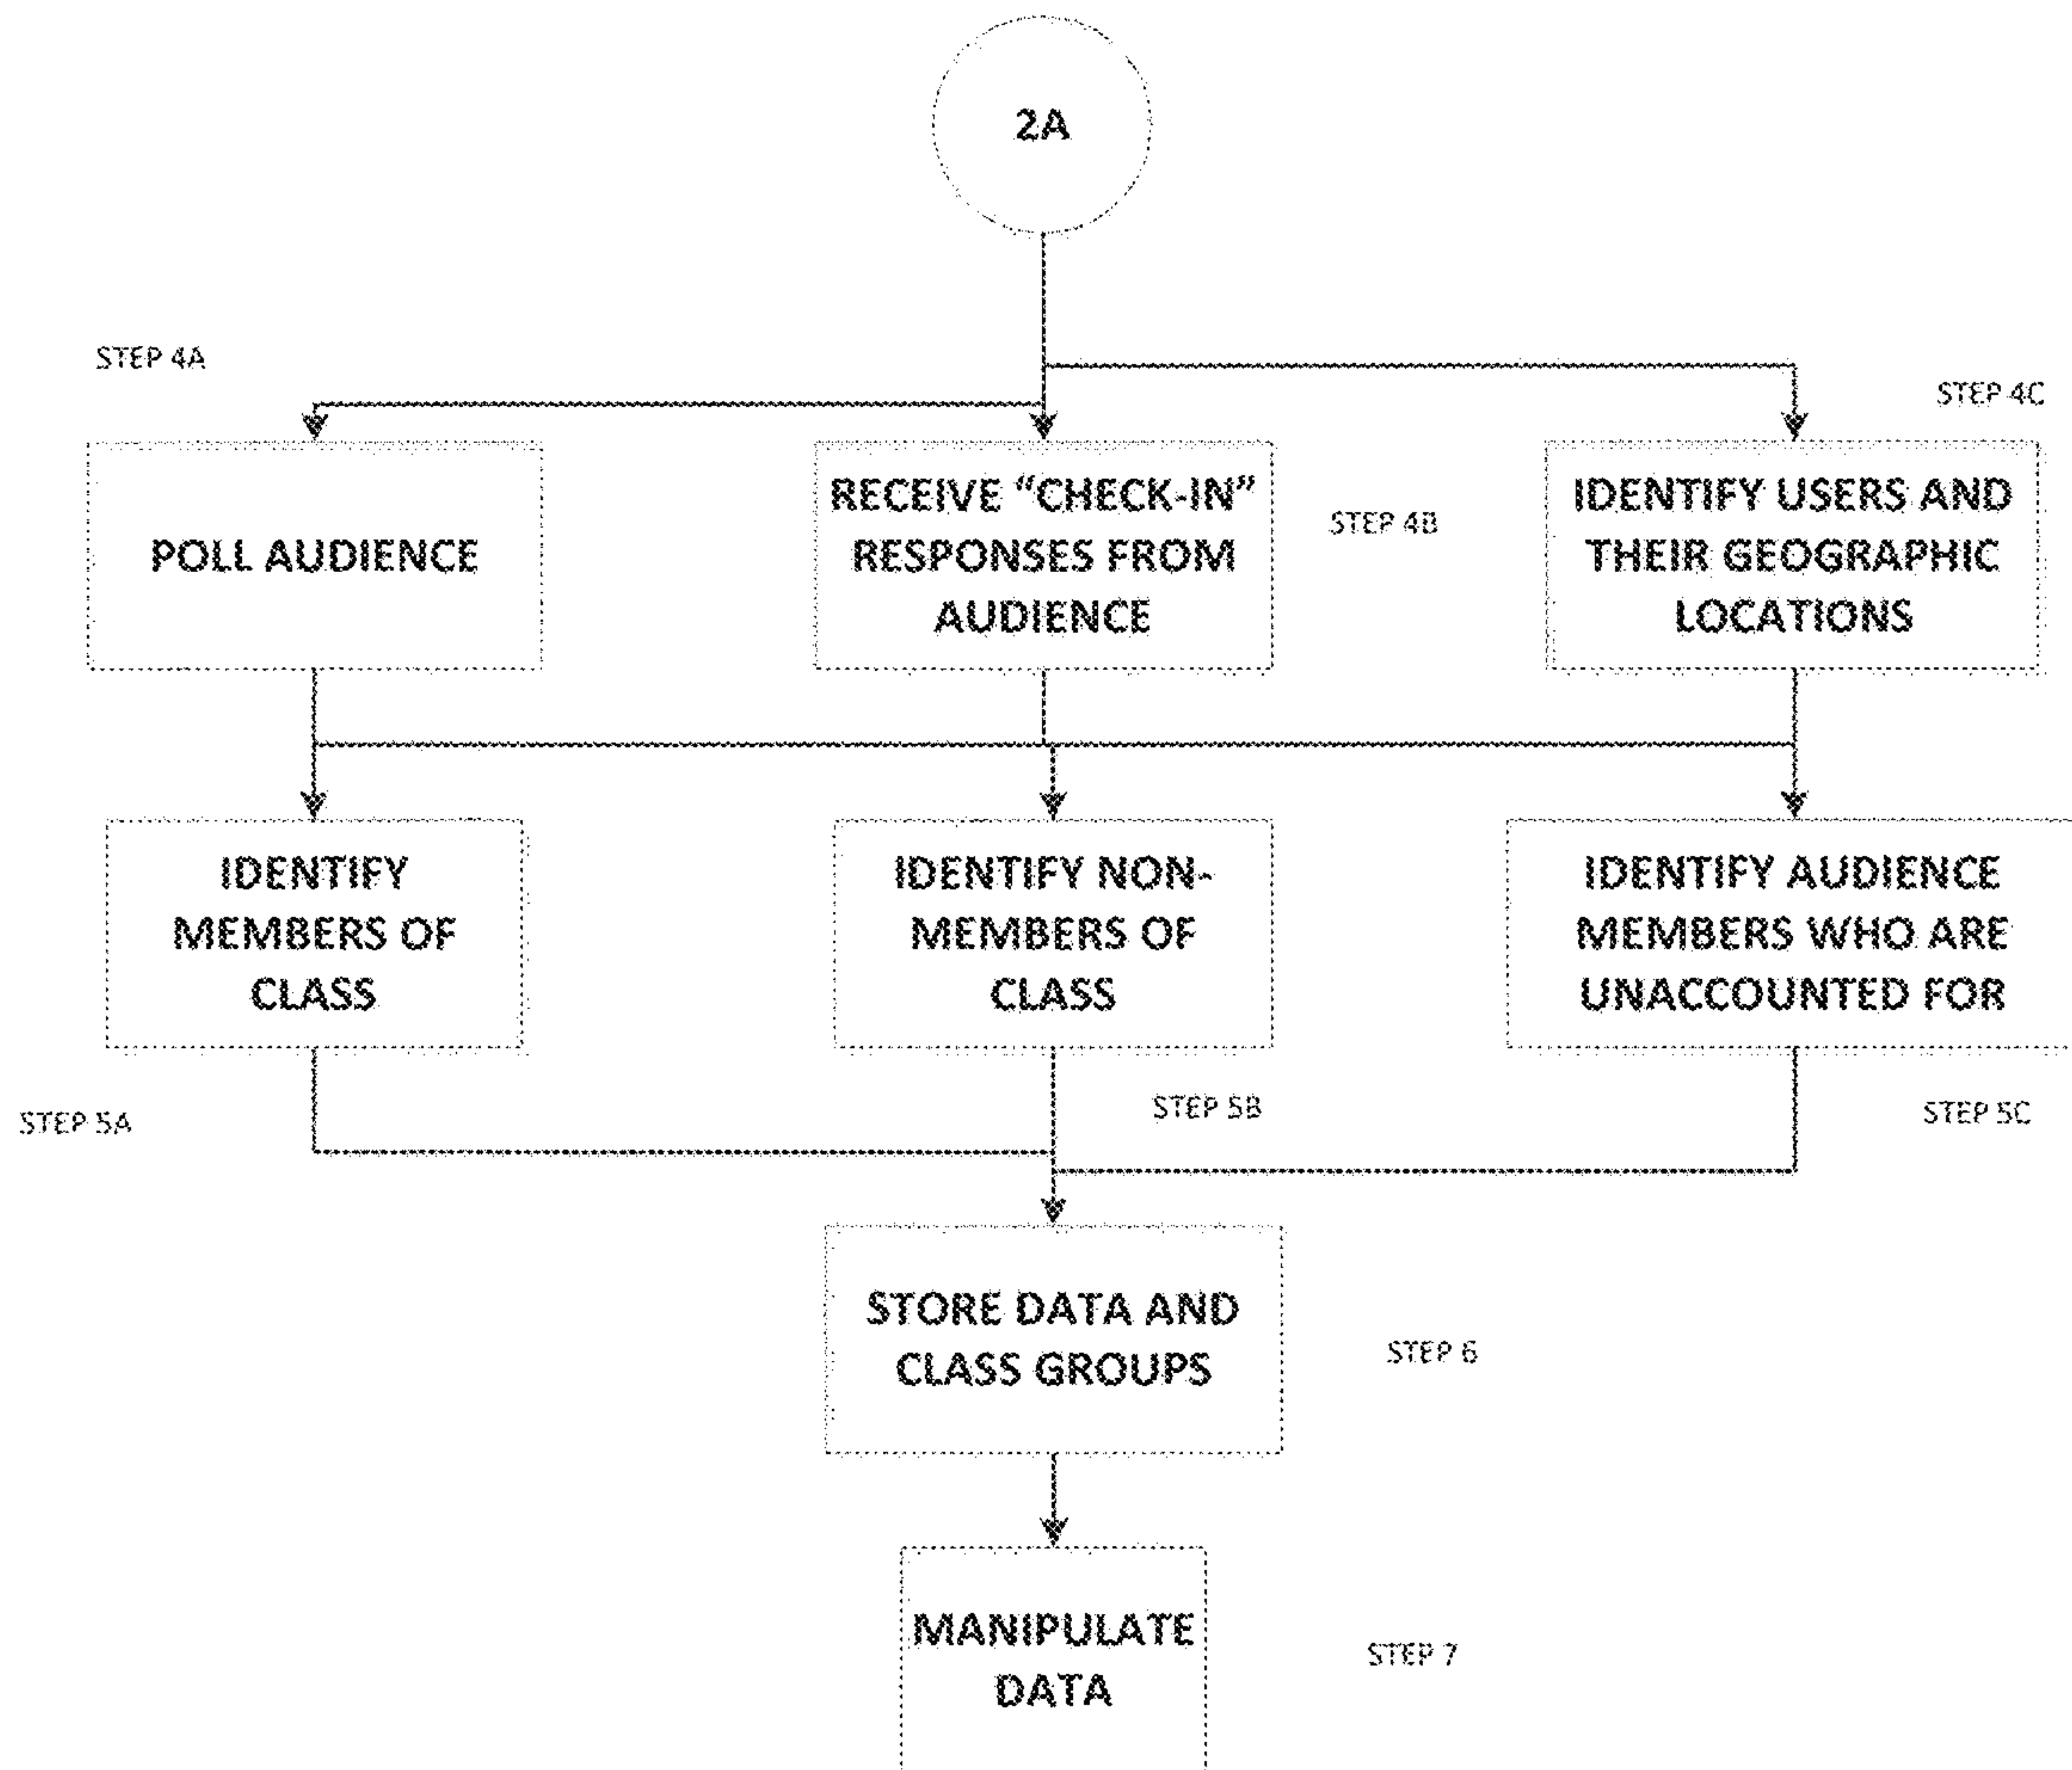 2A
STEP 4A
STEP 4C
POLL AUDIENCE
RECEIVE “CHECK-IN”
RESPONSES FROM
AUDIENCE
STEP 4B
IDENTIFY USERS AND
THEIR GEOGRAPHIC
LOCATIONS
IDENTIFY
MEMBERS OF
CLASS
IDENTIFY NON-
MEMBERS OF
CLASS
IDENTIFY AUDIENCE
MEMBERS WHO ARE
UNACCOUNTED FOR
STEP 5A
STEP 5B
STEP 5C
STORE DATA AND
CLASS GROUPS
STEP 6
MANIPULATE
DATA
STEP 7